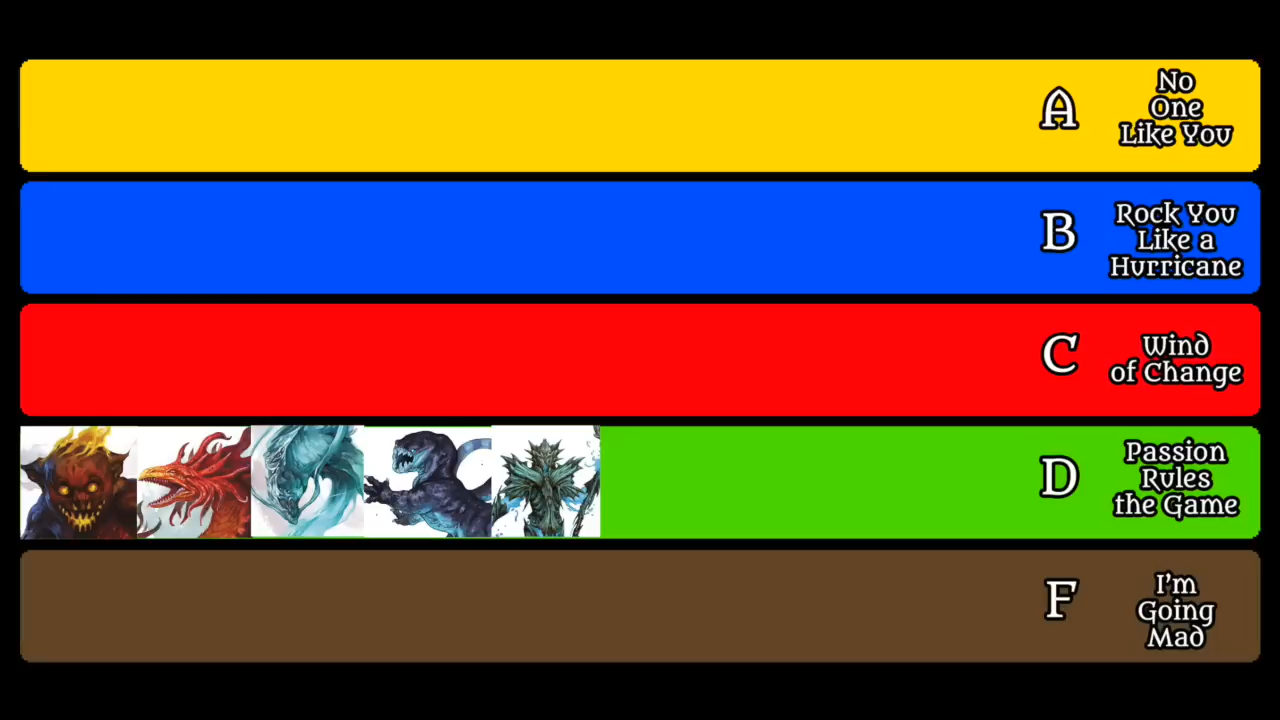 A
No
One
Like You
B
Rock You
Like a
Hurricane
C
Wind
of Change
D
Passion
Rules
the Game
F
I'm
Going
Mad